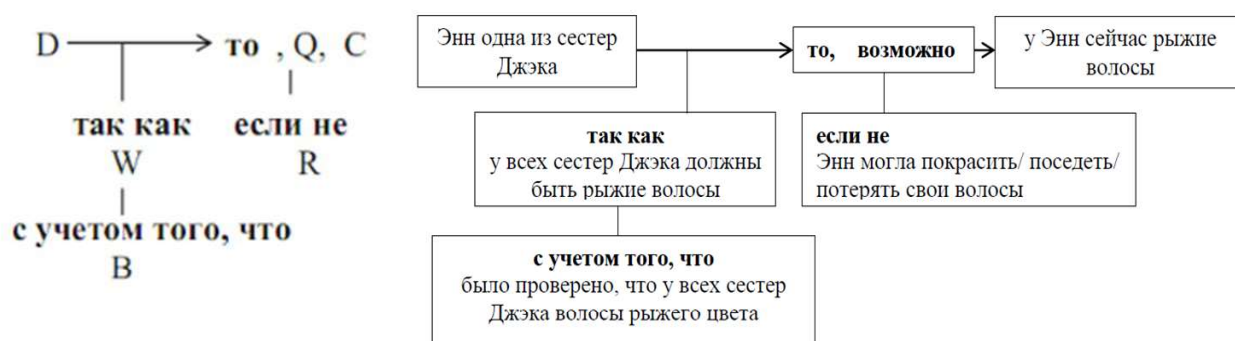 D то , Q, C
так как если не
W R
с учетом того, что
B
Энн одна из сестер
Джэка
то, возможно
у Энн сейчас рыжие
волосы
так как
у всех сестер Джэка должны
быть рыжие волосы
если не
Энн могла покрасить/ поседеть/
потерять свои волосы
с учетом того, что
было проверено, что у всех сестер
Джэка волосы рыжего цвета